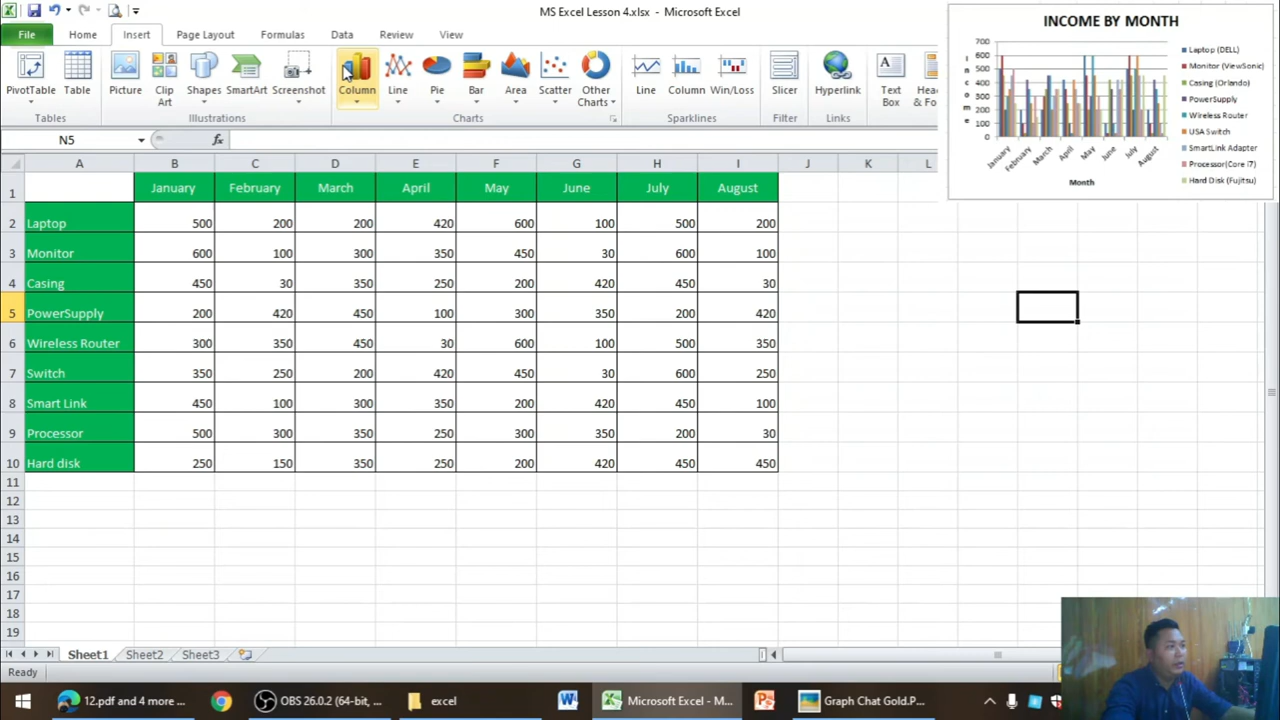 MS Excel Lesson 4.xlsx - Microsoft Excel
File Home Insert Page Layout Formulas Data Review View
PivotTable Table Picture Clip Art Shapes SmartArt Screenshot Column Line Pie Bar Area Scatter Other Charts Line Column Win/Loss Slicer Hyperlink Text Box Hea & Fo
Tables Illustrations Charts Sparklines Filter Links
N5 fx
A B C D E F G H I J K L
1 January February March April May June July August
2 Laptop 500 200 200 420 600 100 500 200
3 Monitor 600 100 300 350 450 30 600 100
4 Casing 450 30 350 250 200 420 450 30
5 PowerSupply 200 420 450 100 300 350 200 420
6 Wireless Router 300 350 450 30 600 100 500 350
7 Switch 350 250 200 420 450 30 600 250
8 Smart Link 450 100 300 350 200 420 450 100
9 Processor 500 300 350 250 300 350 200 30
10 Hard disk 250 150 350 250 200 420 450 450
11
12
13
14
15
16
17
18
19
INCOME BY MONTH
700
600
500
400
300
200
100
0
Income
January February March April May June July August
Month
Laptop (DELL)
Monitor (ViewSonic)
Casing (Orlando)
PowerSupply
Wireless Router
USA Switch
SmartLink Adapter
Processor(Core i7)
Hard Disk (Fujitsu)
Sheet1 Sheet2 Sheet3
Ready
12.pdf and 4 more ... OBS 26.0.2 (64-bit, ... excel Microsoft Excel - M... Graph Chat Gold.P...